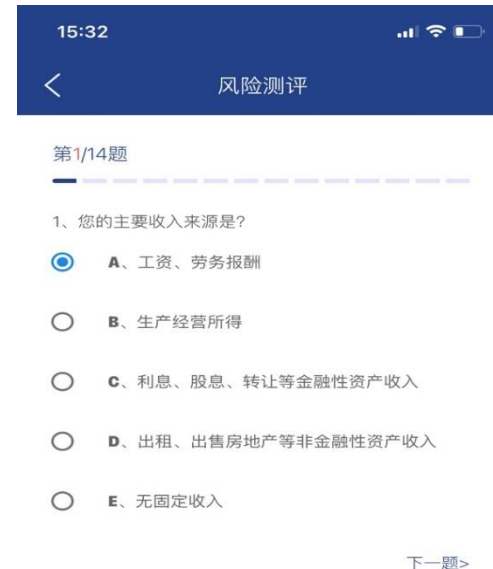 15:32
风险测评
第1/14题
1、您的主要收入来源是?
A、工资、劳务报酬
B、生产经营所得
C、利息、股息、转让等金融性资产收入
D、出租、出售房地产等非金融性资产收入
E、无固定收入
下一题>